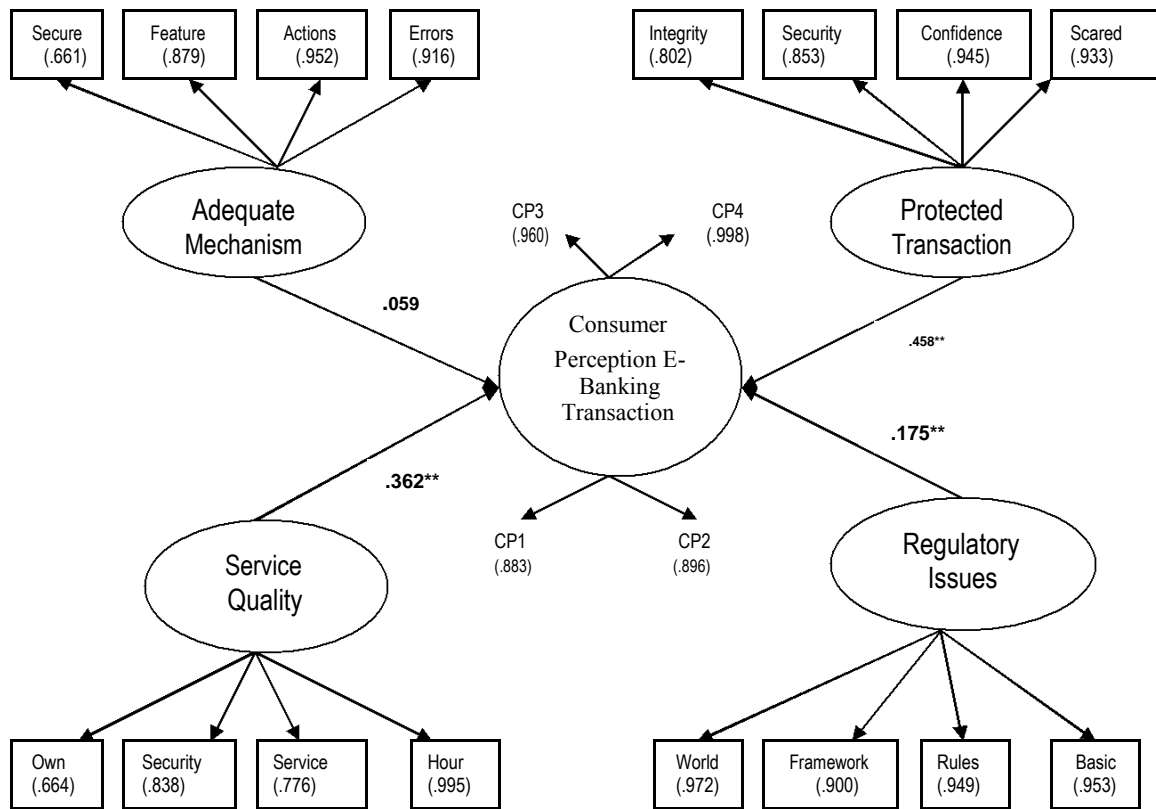 Secure
(.661)
Feature
(.879)
Actions
(.952)
Errors
(.916)
Integrity
(.802)
Security
(.853)
Confidence
(.945)
Scared
(.933)
Adequate
Mechanism
CP3
(.960)
CP4
(.998)
Protected
Transaction
.059
Consumer
Perception E-
Banking
Transaction
.458**
.362**
.175**
CP1
(.883)
CP2
(.896)
Service
Quality
Regulatory
Issues
Own
(.664)
Security
(.838)
Service
(.776)
Hour
(.995)
World
(.972)
Framework
(.900)
Rules
(.949)
Basic
(.953)